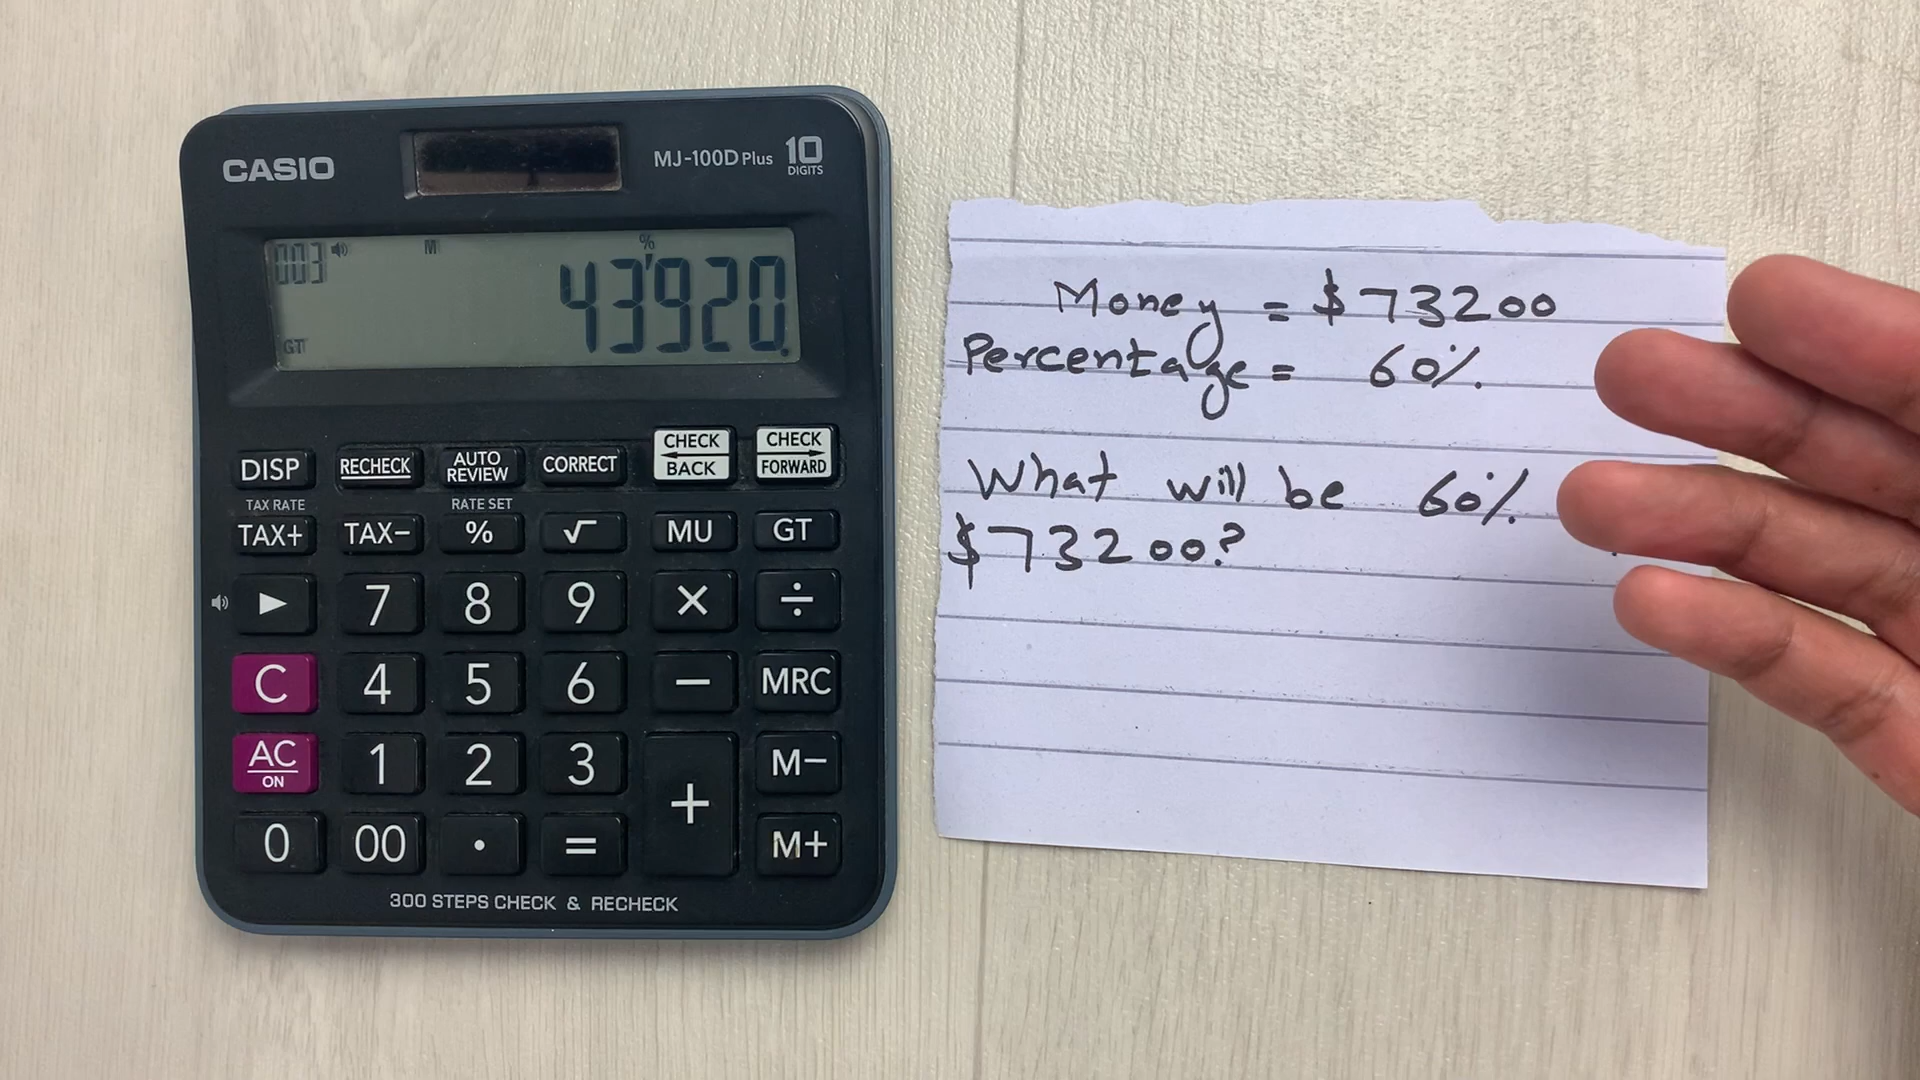 CASIO
MJ-100D Plus 10 DIGITS
003 M %
43'920.
GT
DISP RECHECK AUTO REVIEW CORRECT CHECK BACK CHECK FORWARD
TAX RATE RATE SET
TAX+ TAX− % √ MU GT
▶ 7 8 9 × ÷
C 4 5 6 − MRC
AC ON 1 2 3 + M−
0 00 · = M+
300 STEPS CHECK & RECHECK
Money = $73200
Percentage = 60%
What will be 60%
$73200?